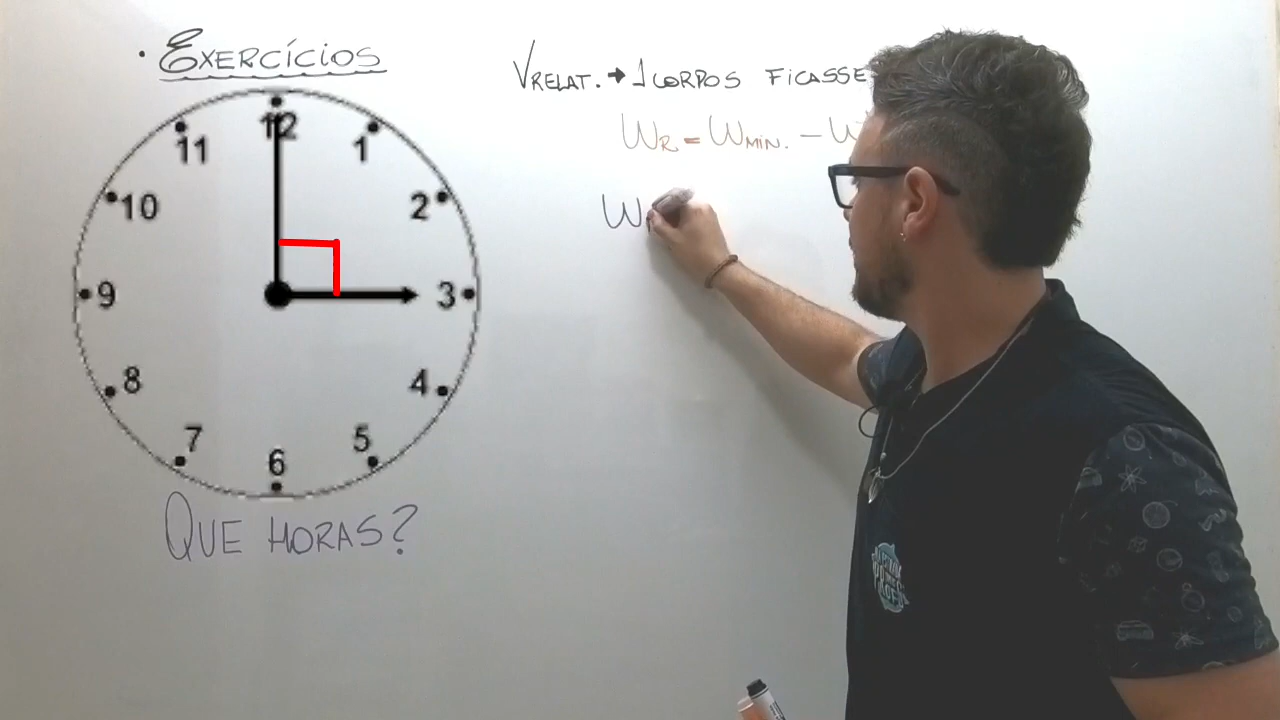 • EXERCÍCIOS
12
1
2
3
4
5
6
7
8
9
10
11
QUE HORAS?
VRELAT. → 1 CORPOS FICASSE
WR = WMIN. - W
W